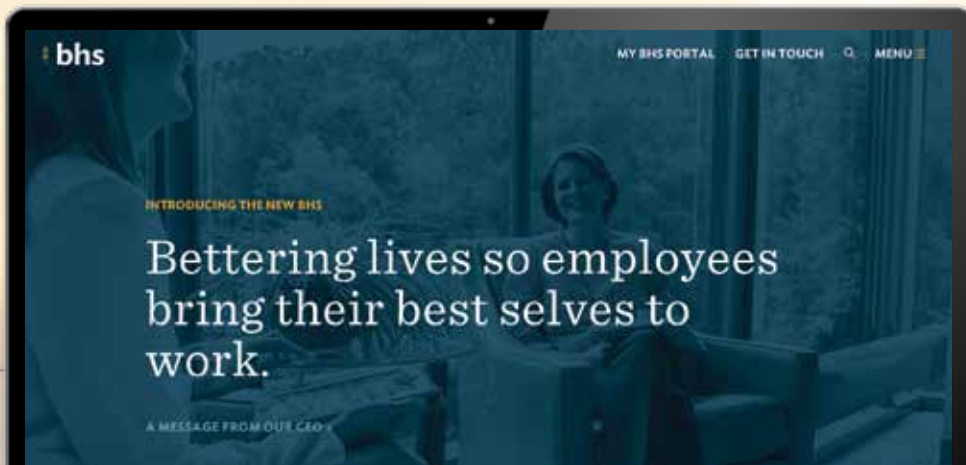 bhs
MY BHS PORTAL GET IN TOUCH MENU
INTRODUCING THE NEW BHS
Bettering lives so employees
bring their best selves to
work.
A MESSAGE FROM OUR CEO ›